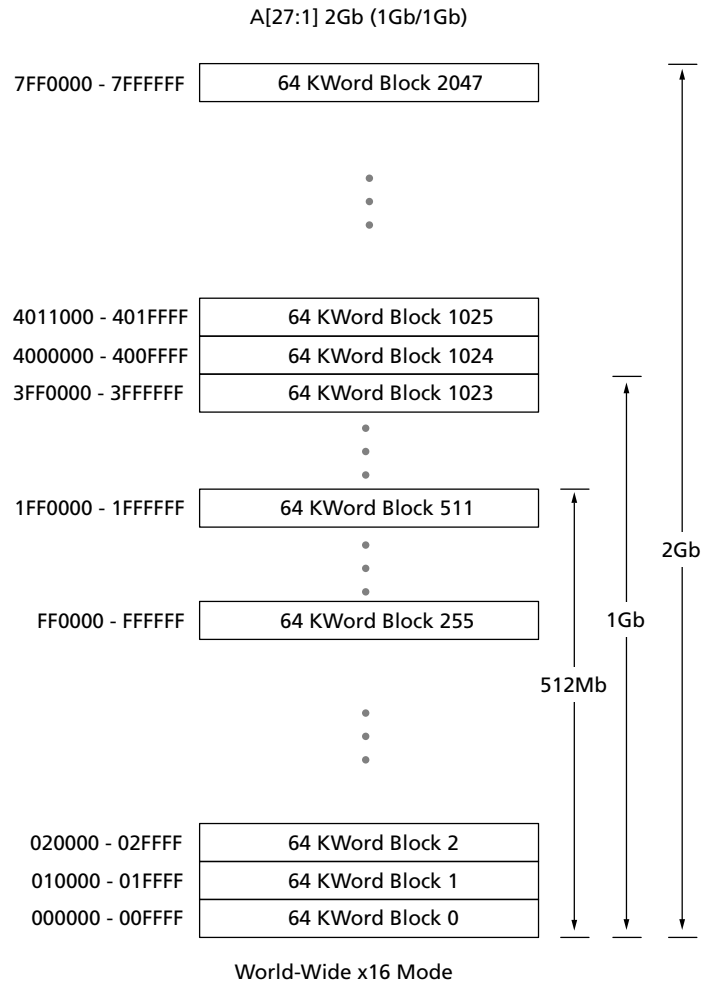 A[27:1] 2Gb (1Gb/1Gb)
7FF0000 - 7FFFFFF 64 KWord Block 2047
4011000 - 401FFFF 64 KWord Block 1025
4000000 - 400FFFF 64 KWord Block 1024
3FF0000 - 3FFFFFF 64 KWord Block 1023
1FF0000 - 1FFFFFF 64 KWord Block 511
2Gb
FF0000 - FFFFFF 64 KWord Block 255
1Gb
512Mb
020000 - 02FFFF 64 KWord Block 2
010000 - 01FFFF 64 KWord Block 1
000000 - 00FFFF 64 KWord Block 0
World-Wide x16 Mode